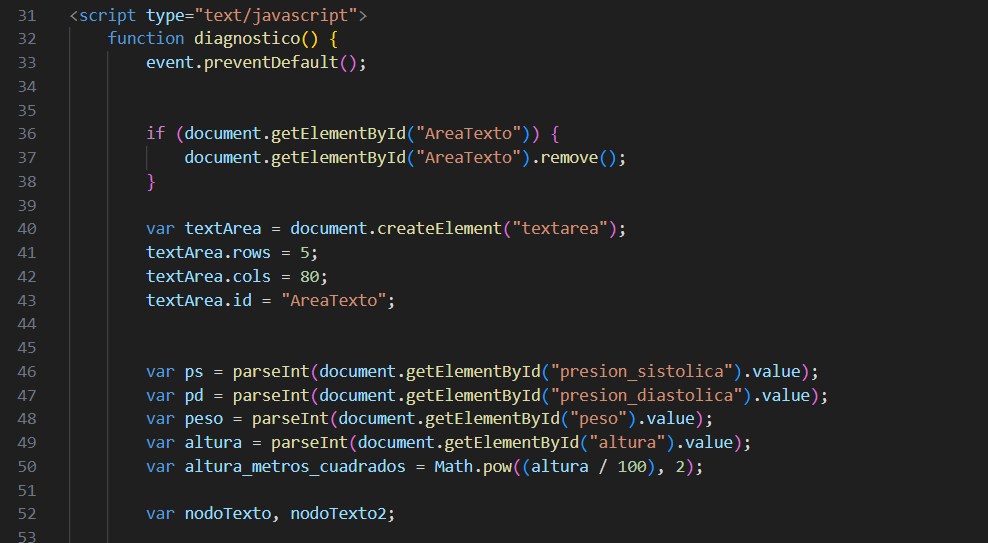 31 <script type="text/javascript">
32 function diagnostico() {
33 event.preventDefault();
34
35
36 if (document.getElementById("AreaTexto")) {
37 document.getElementById("AreaTexto").remove();
38 }
39
40 var textArea = document.createElement("textarea");
41 textArea.rows = 5;
42 textArea.cols = 80;
43 textArea.id = "AreaTexto";
44
45
46 var ps = parseInt(document.getElementById("presion_sistolica").value);
47 var pd = parseInt(document.getElementById("presion_diastolica").value);
48 var peso = parseInt(document.getElementById("peso").value);
49 var altura = parseInt(document.getElementById("altura").value);
50 var altura_metros_cuadrados = Math.pow((altura / 100), 2);
51
52 var nodoTexto, nodoTexto2;
53